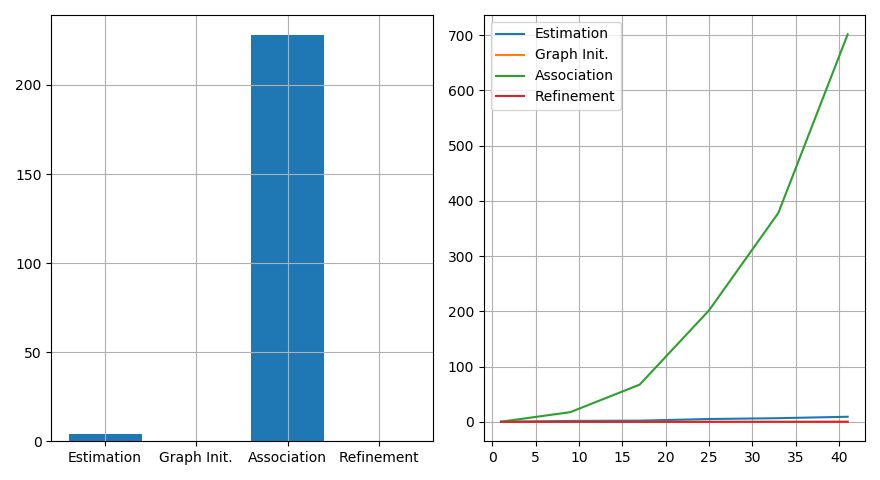 200
150
100
50
0
Estimation Graph Init. Association Refinement
Estimation
Graph Init.
Association
Refinement
700
600
500
400
300
200
100
0
0 5 10 15 20 25 30 35 40